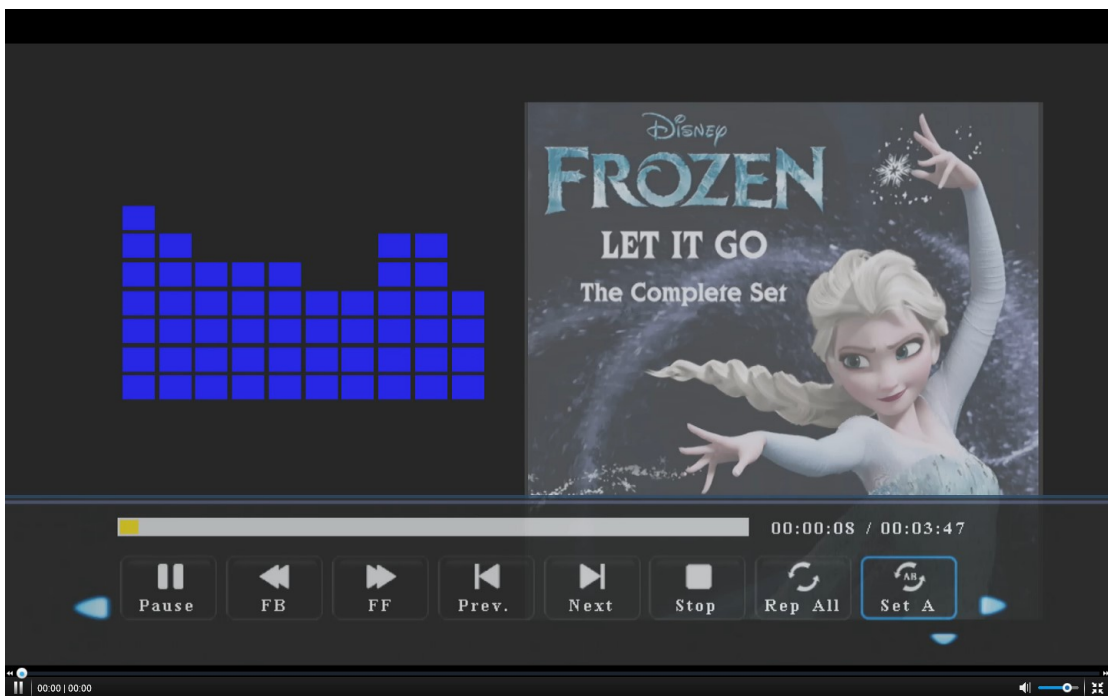 Disney
FROZEN
LET IT GO
The Complete Set
00:00:08 / 00:03:47
Pause FB FF Prev. Next Stop Rep All Set A
AB
00:00 | 00:00